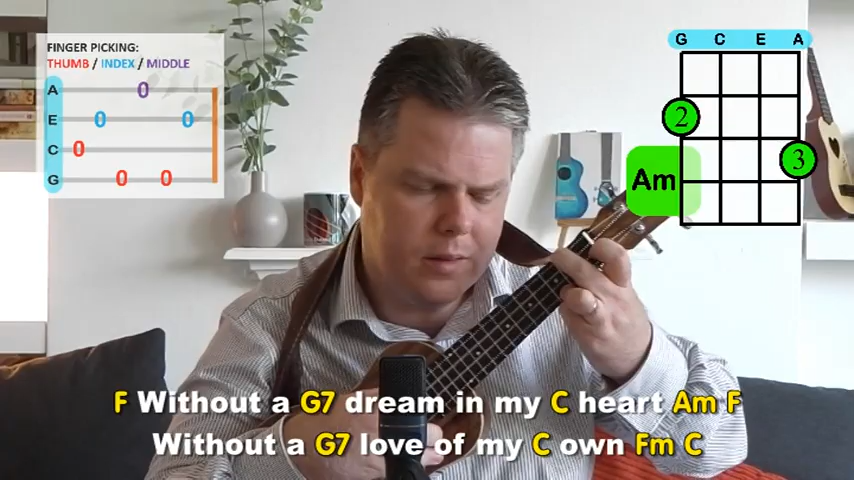 FINGER PICKING:
THUMB / INDEX / MIDDLE
A 0
E 0 0
C 0
G 0 0
G C E A
2
3
Am
F Without a G7 dream in my C heart Am F
Without a G7 love of my C own Fm C